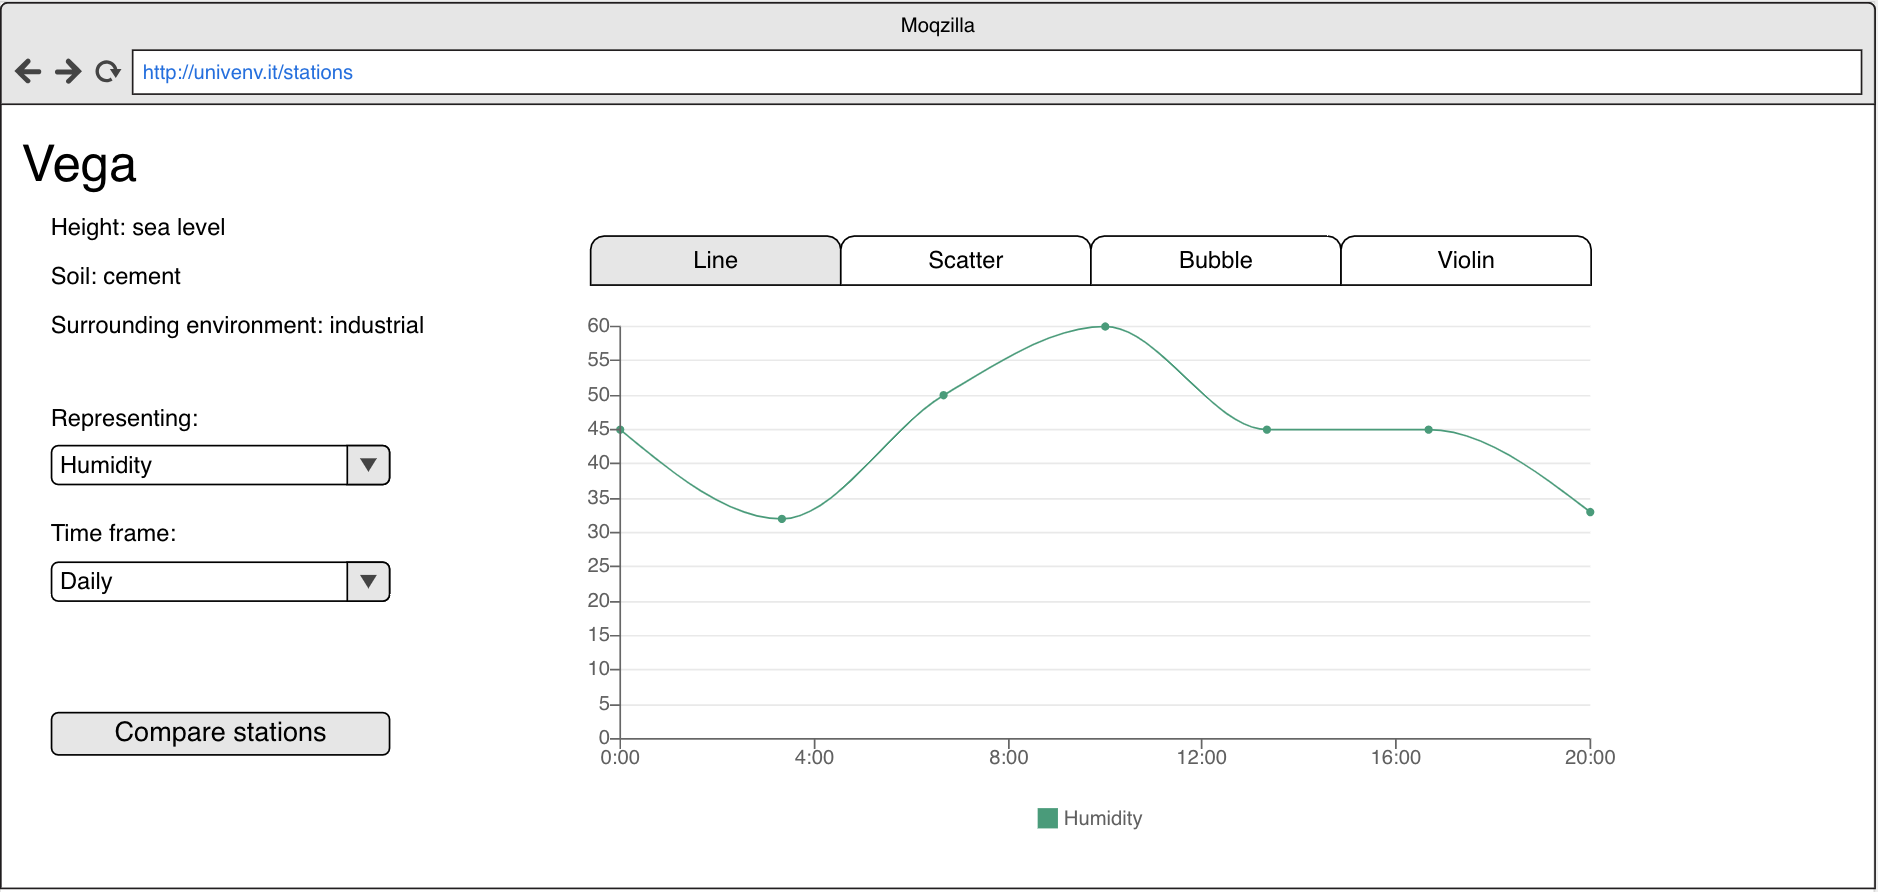 Moqzilla
http://univenv.it/stations
Vega
Height: sea level
Soil: cement
Surrounding environment: industrial
Representing:
Humidity
Time frame:
Daily
Compare stations
Line Scatter Bubble Violin
60
55
50
45
40
35
30
25
20
15
10
5
0
0:00 4:00 8:00 12:00 16:00 20:00
Humidity